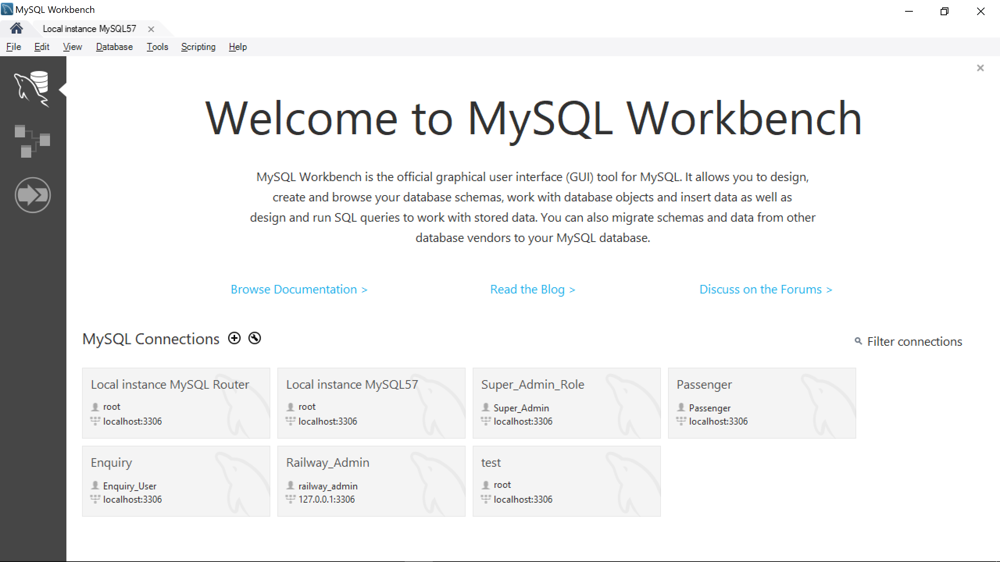 MySQL Workbench
Local instance MySQL57
File Edit View Database Tools Scripting Help
Welcome to MySQL Workbench
MySQL Workbench is the official graphical user interface (GUI) tool for MySQL. It allows you to design,
create and browse your database schemas, work with database objects and insert data as well as
design and run SQL queries to work with stored data. You can also migrate schemas and data from other
database vendors to your MySQL database.
Browse Documentation > Read the Blog > Discuss on the Forums >
MySQL Connections
Filter connections
Local instance MySQL Router
root
localhost:3306
Local instance MySQL57
root
localhost:3306
Super_Admin_Role
Super_Admin
localhost:3306
Passenger
Passenger
localhost:3306
Enquiry
Enquiry_User
localhost:3306
Railway_Admin
railway_admin
127.0.0.1:3306
test
root
localhost:3306